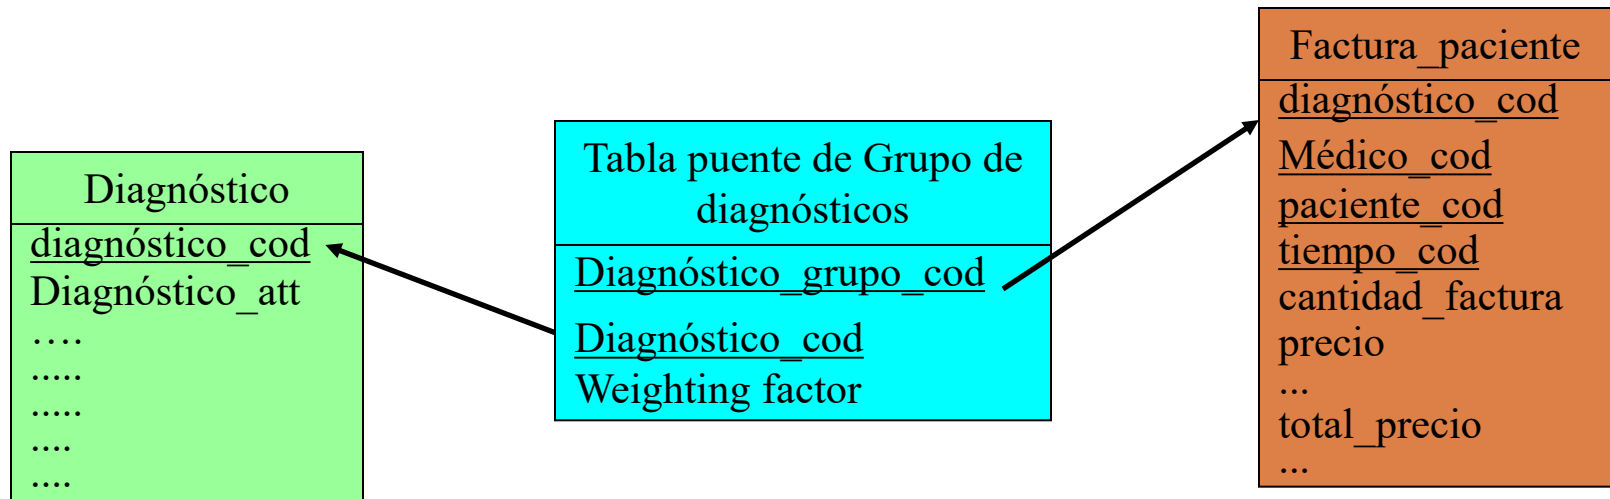 Diagnóstico
diagnóstico_cod
Diagnóstico_att
....
.....
.....
....
....
Tabla puente de Grupo de
diagnósticos
Diagnóstico_grupo_cod
Diagnóstico_cod
Weighting factor
Factura_paciente
diagnóstico_cod
Médico_cod
paciente_cod
tiempo_cod
cantidad_factura
precio
...
total_precio
...